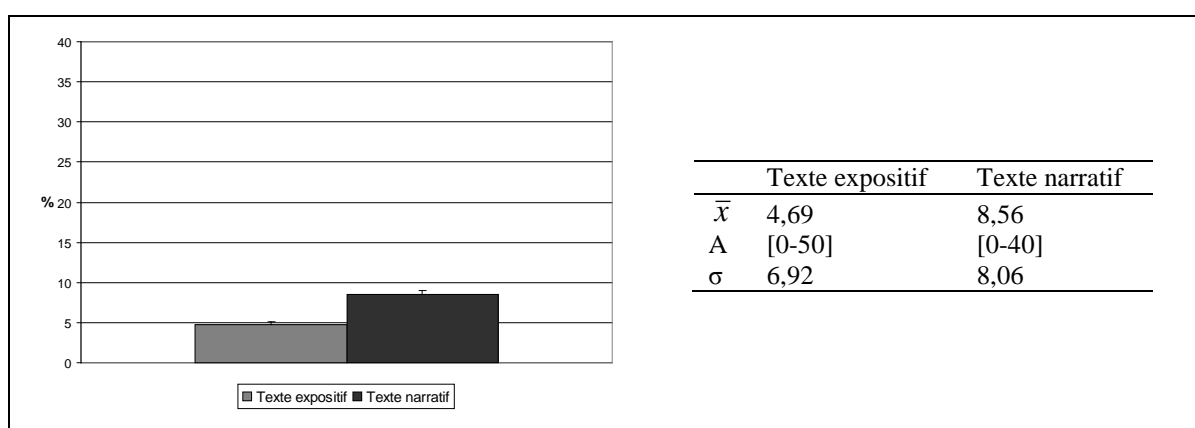 40
35
30
25
% 20
15
10
5
0
Texte expositif Texte narratif
Texte expositif Texte narratif
x̄ 4,69 8,56
A [0-50] [0-40]
σ 6,92 8,06